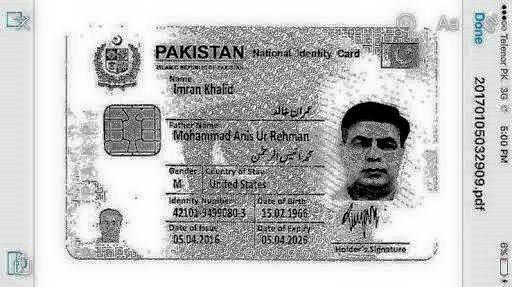 PAKISTAN National Identity Card
ISLAMIC REPUBLIC OF PAKISTAN
Name
Imran Khalid
عمران خالد
Father Name
Mohammad Anis Ur Rehman
محمد انیس الرحمٰن
Gender Country of Stay
M United States
Identity Number Date of Birth
42101-9499080-3 15.02.1966
Date of Issue Date of Expiry
05.04.2016 05.04.2026
Holder's Signature
Aa
Done
20170105032909.pdf
Telenor PK 3G 5:00 PM 6%